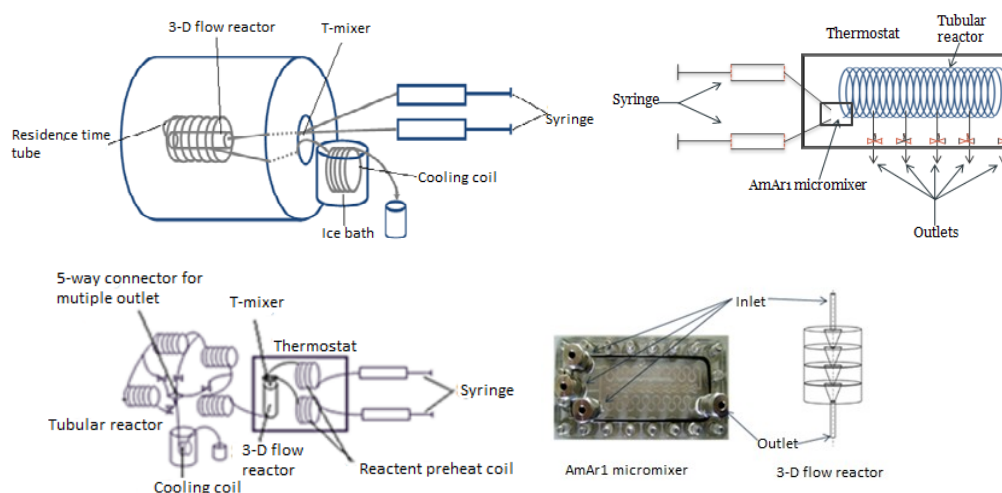 3-D flow reactor
T-mixer
Residence time
tube
Syringe
Cooling coil
Ice bath
Thermostat
Tubular
reactor
Syringe
AmAr1 micromixer
Outlets
5-way connector for
mutiple outlet
T-mixer
Thermostat
Syringe
Tubular reactor
3-D flow
reactor
Reactent preheat coil
Cooling coil
Inlet
Outlet
AmAr1 micromixer
3-D flow reactor